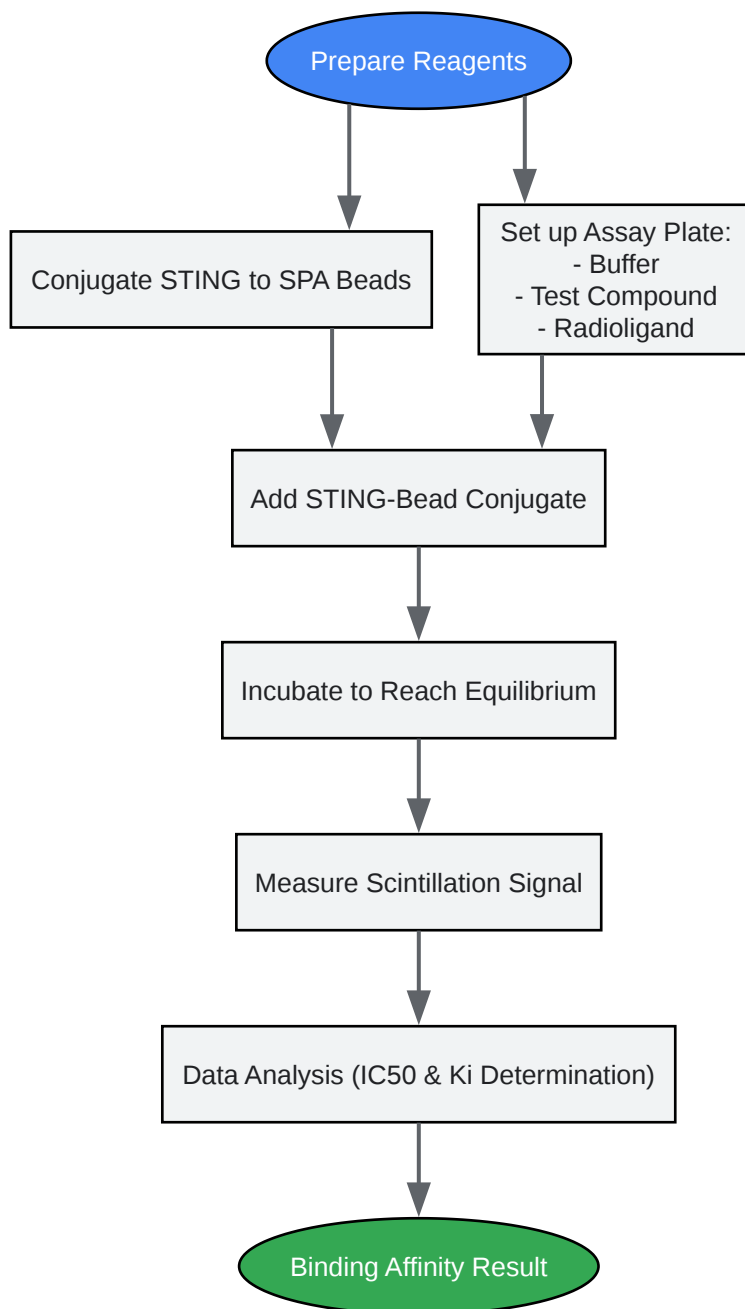 Prepare Reagents
Conjugate STING to SPA Beads
Set up Assay Plate:
- Buffer
- Test Compound
- Radioligand
Add STING-Bead Conjugate
Incubate to Reach Equilibrium
Measure Scintillation Signal
Data Analysis (IC50 & Ki Determination)
Binding Affinity Result